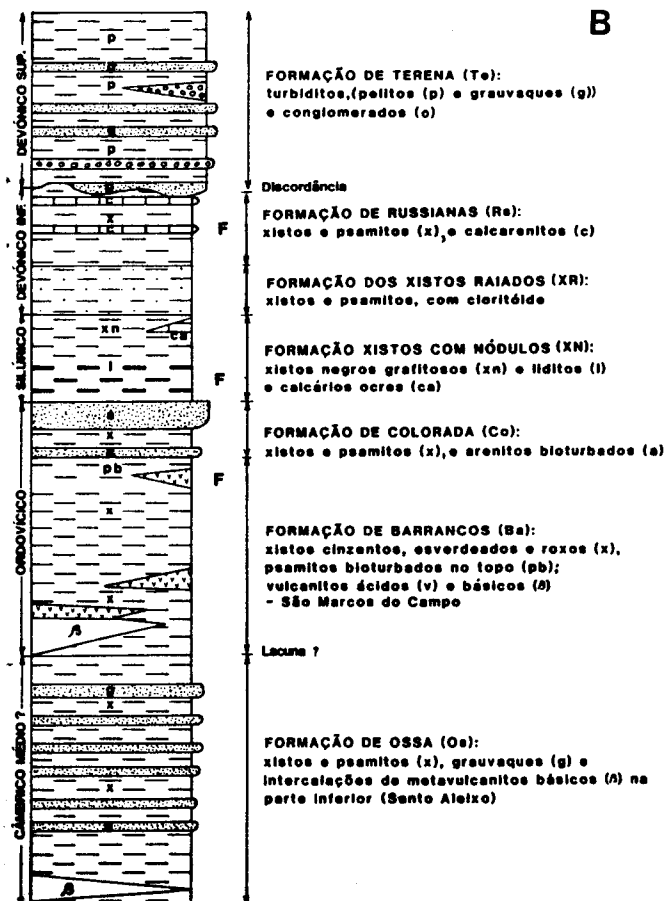 B
DEVÓNICO SUP.
DEVÓNICO INF.
SILÚRICO
ORDOVÍCICO
CÂMBRICO MÉDIO ?
p
p
p
FORMAÇÃO DE TERENA (Te):
turbiditos,(pelitos (p) e grauvaques (g))
e conglomerados (o)
Discordância
c
x
c
F
FORMAÇÃO DE RUSSIANAS (Rs):
xistos e psamitos (x), e calcarenitos (c)
FORMAÇÃO DOS XISTOS RAIADOS (XR):
xistos e psamitos, com cloritóide
xn
ca
l
F
FORMAÇÃO XISTOS COM NÓDULOS (XN):
xistos negros grafitosos (xn) e liditos (l)
e calcários ocres (ca)
x
pb
F
FORMAÇÃO DE COLORADA (Co):
xistos e psamitos (x), e arenitos bioturbados (a)
x
x
β
FORMAÇÃO DE BARRANCOS (Ba):
xistos cinzentos, esverdeados e roxos (x),
psamitos bioturbados no topo (pb);
vulcanitos ácidos (v) e básicos (β)
- São Marcos do Campo
Lacuna ?
g
x
x
β
FORMAÇÃO DE OSSA (Os):
xistos e psamitos (x), grauvaques (g) e
intercalações de metavulcanitos básicos (β) na
parte inferior (Santo Aleixo)